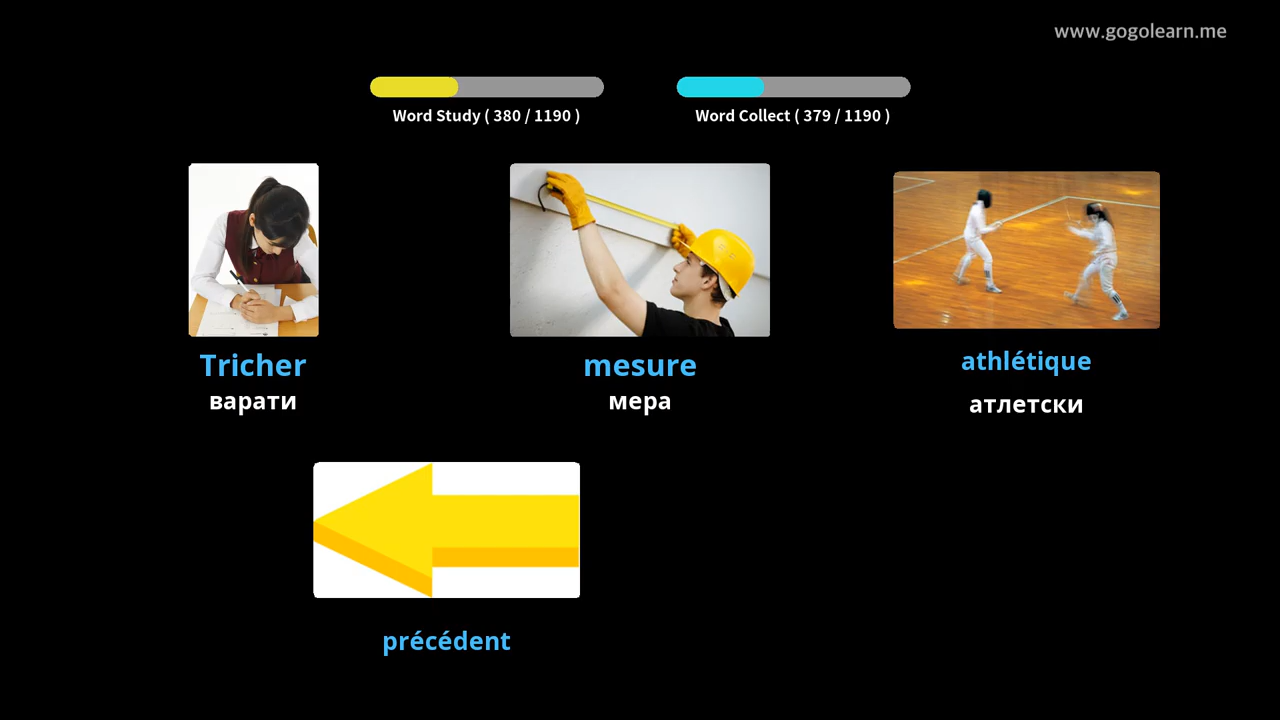 www.gogolearn.me
Word Study ( 380 / 1190 )
Word Collect ( 379 / 1190 )
Tricher
варати
mesure
мера
athlétique
атлетски
précédent